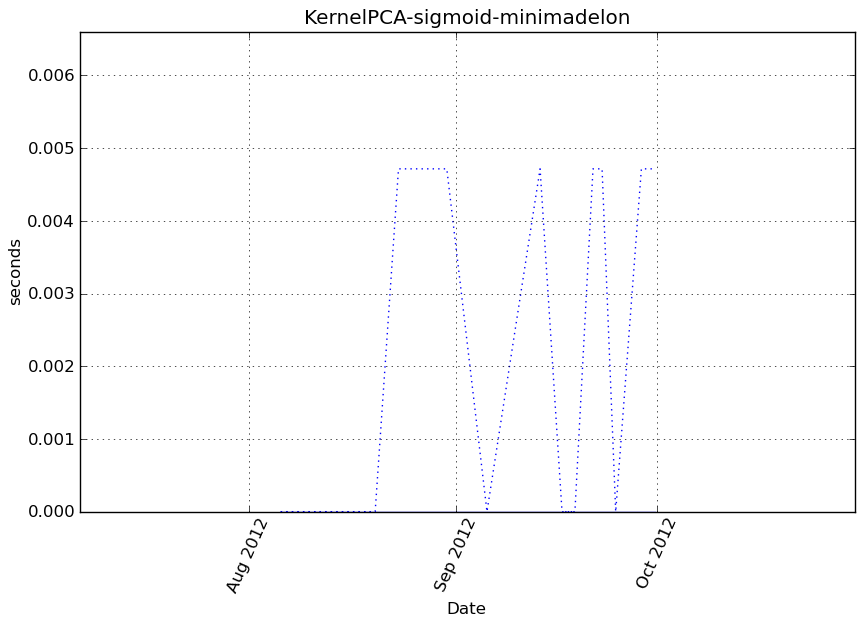 KernelPCA-sigmoid-minimadelon
0.006
0.005
0.004
0.003
0.002
0.001
0.000
seconds
Aug 2012
Sep 2012
Oct 2012
Date